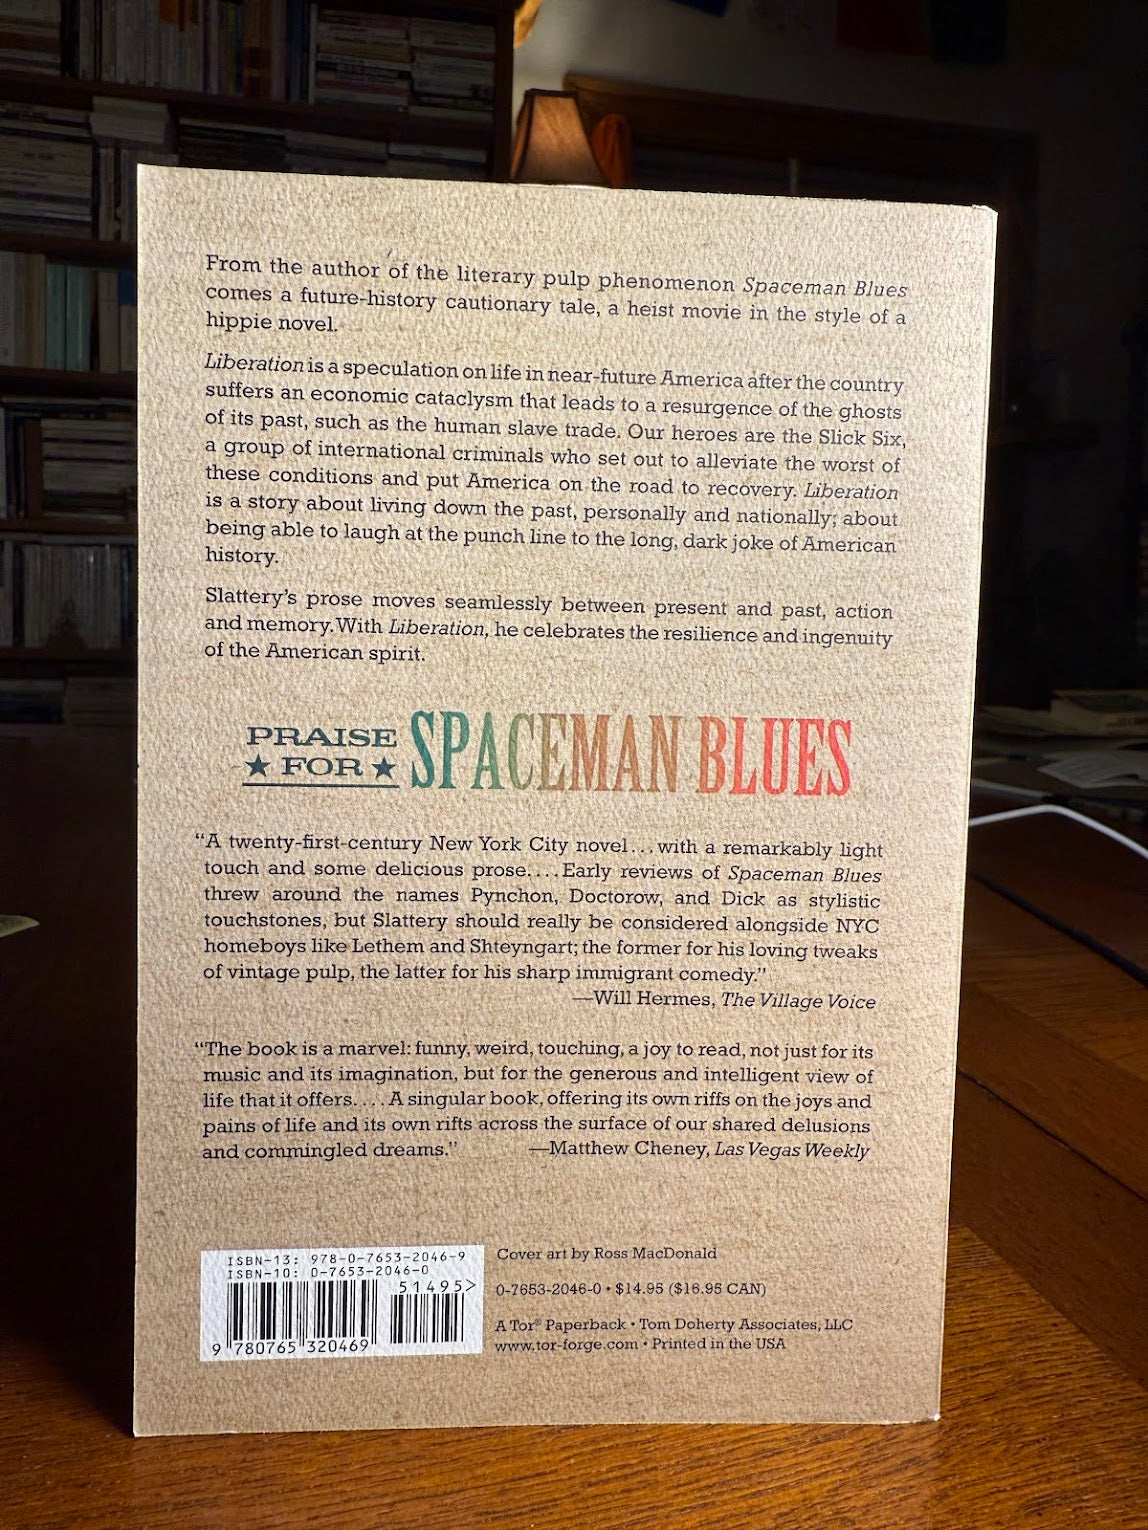 From the author of the literary pulp phenomenon Spaceman Blues
comes a future-history cautionary tale, a heist movie in the style of a
hippie novel.
Liberation is a speculation on life in near-future America after the country
suffers an economic cataclysm that leads to a resurgence of the ghosts
of its past, such as the human slave trade. Our heroes are the Slick Six,
a group of international criminals who set out to alleviate the worst of
these conditions and put America on the road to recovery. Liberation
is a story about living down the past, personally and nationally; about
being able to laugh at the punch line to the long, dark joke of American
history.
Slattery's prose moves seamlessly between present and past, action
and memory. With Liberation, he celebrates the resilience and ingenuity
of the American spirit.
PRAISE
★ FOR ★
SPACEMAN BLUES
“A twenty-first-century New York City novel . . . with a remarkably light
touch and some delicious prose. . . . Early reviews of Spaceman Blues
threw around the names Pynchon, Doctorow, and Dick as stylistic
touchstones, but Slattery should really be considered alongside NYC
homeboys like Lethem and Shteyngart; the former for his loving tweaks
of vintage pulp, the latter for his sharp immigrant comedy.”
—Will Hermes, The Village Voice
“The book is a marvel: funny, weird, touching, a joy to read, not just for its
music and its imagination, but for the generous and intelligent view of
life that it offers. . . . A singular book, offering its own riffs on the joys and
pains of life and its own rifts across the surface of our shared delusions
and commingled dreams.” —Matthew Cheney, Las Vegas Weekly
ISBN-13: 978-0-7653-2046-9
ISBN-10: 0-7653-2046-0
51495>
9 780765 320469
Cover art by Ross MacDonald
0-7653-2046-0 • $14.95 ($16.95 CAN)
A Tor® Paperback • Tom Doherty Associates, LLC
www.tor-forge.com • Printed in the USA